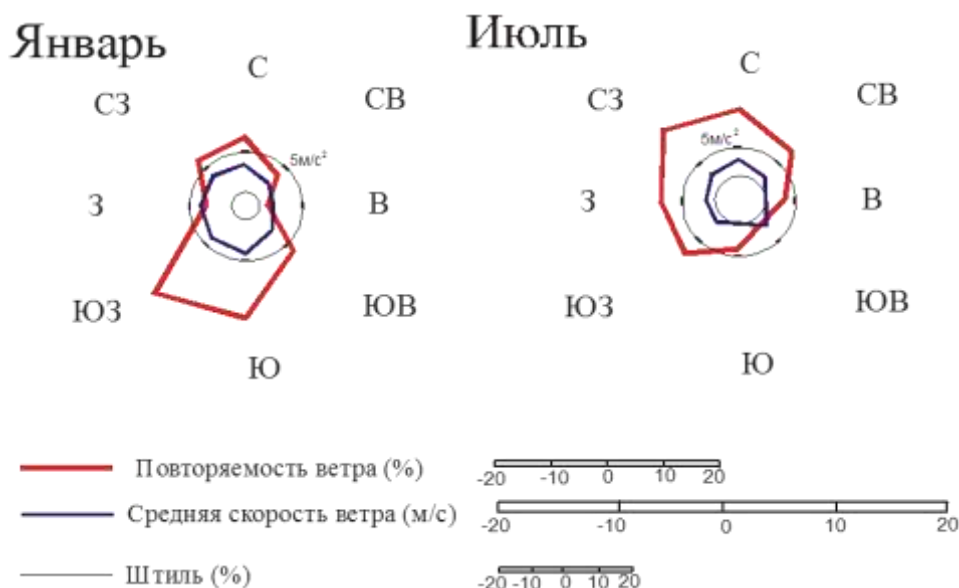 Январь
Июль
С
СЗ
СВ
5м/с²
З
В
ЮЗ
ЮВ
Ю
С
СЗ
СВ
5м/с²
З
В
ЮЗ
ЮВ
Ю
Повторяемость ветра (%)
-20 -10 0 10 20
Средняя скорость ветра (м/с)
-20 -10 0 10 20
Штиль (%)
-20 -10 0 10 20